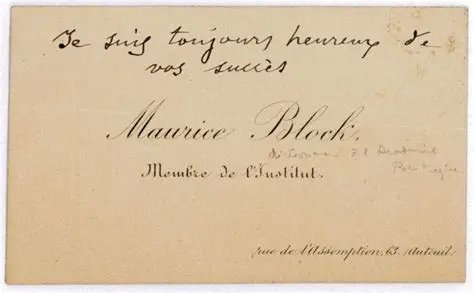 Je suis toujours heureux de
vos succès
Maurice Block.
Membre de l'Institut.
rue de l'Assomption, 63. (Auteuil)